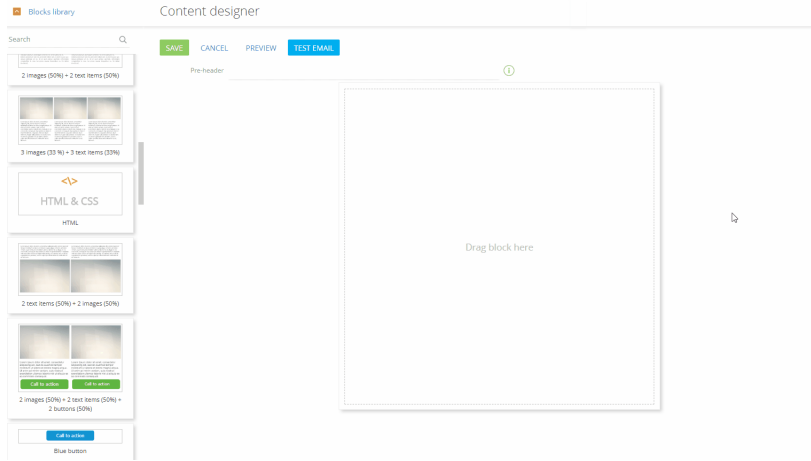 Blocks library
Content designer
Search
SAVE
CANCEL
PREVIEW
TEST EMAIL
Pre-header
i
2 images (50%) + 2 text items (50%)
3 images (33 %) + 3 text items (33%)
</>
HTML & CSS
HTML
2 text items (50%) + 2 images (50%)
Call to action
Call to action
2 images (50%) + 2 text items (50%) +
2 buttons (50%)
Call to action
Blue button
Drag block here